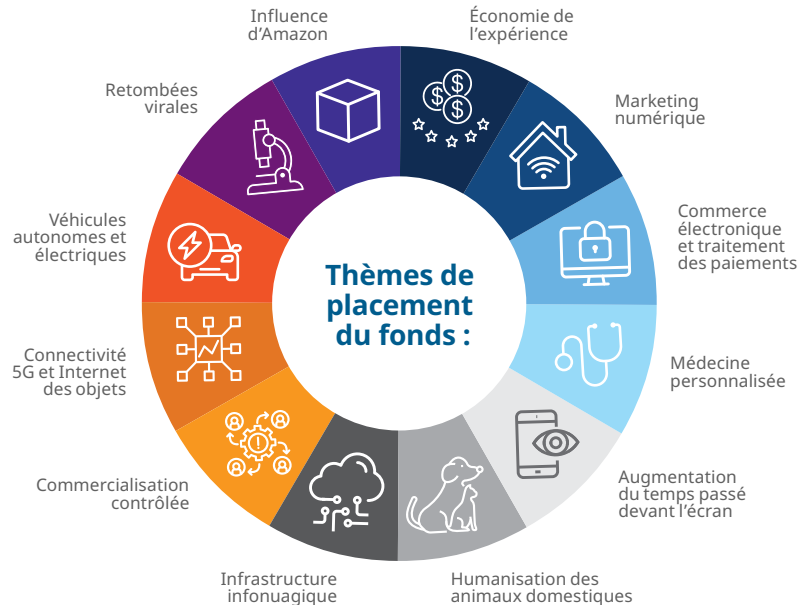 Influence
d’Amazon
Économie de
l’expérience
Retombées
virales
Marketing
numérique
Véhicules
autonomes et
électriques
Commerce
électronique
et traitement
des paiements
Thèmes de
placement
du fonds :
Connectivité
5G et Internet
des objets
Médecine
personnalisée
Commercialisation
contrôlée
Augmentation
du temps passé
devant l’écran
Infrastructure
infonuagique
Humanisation des
animaux domestiques